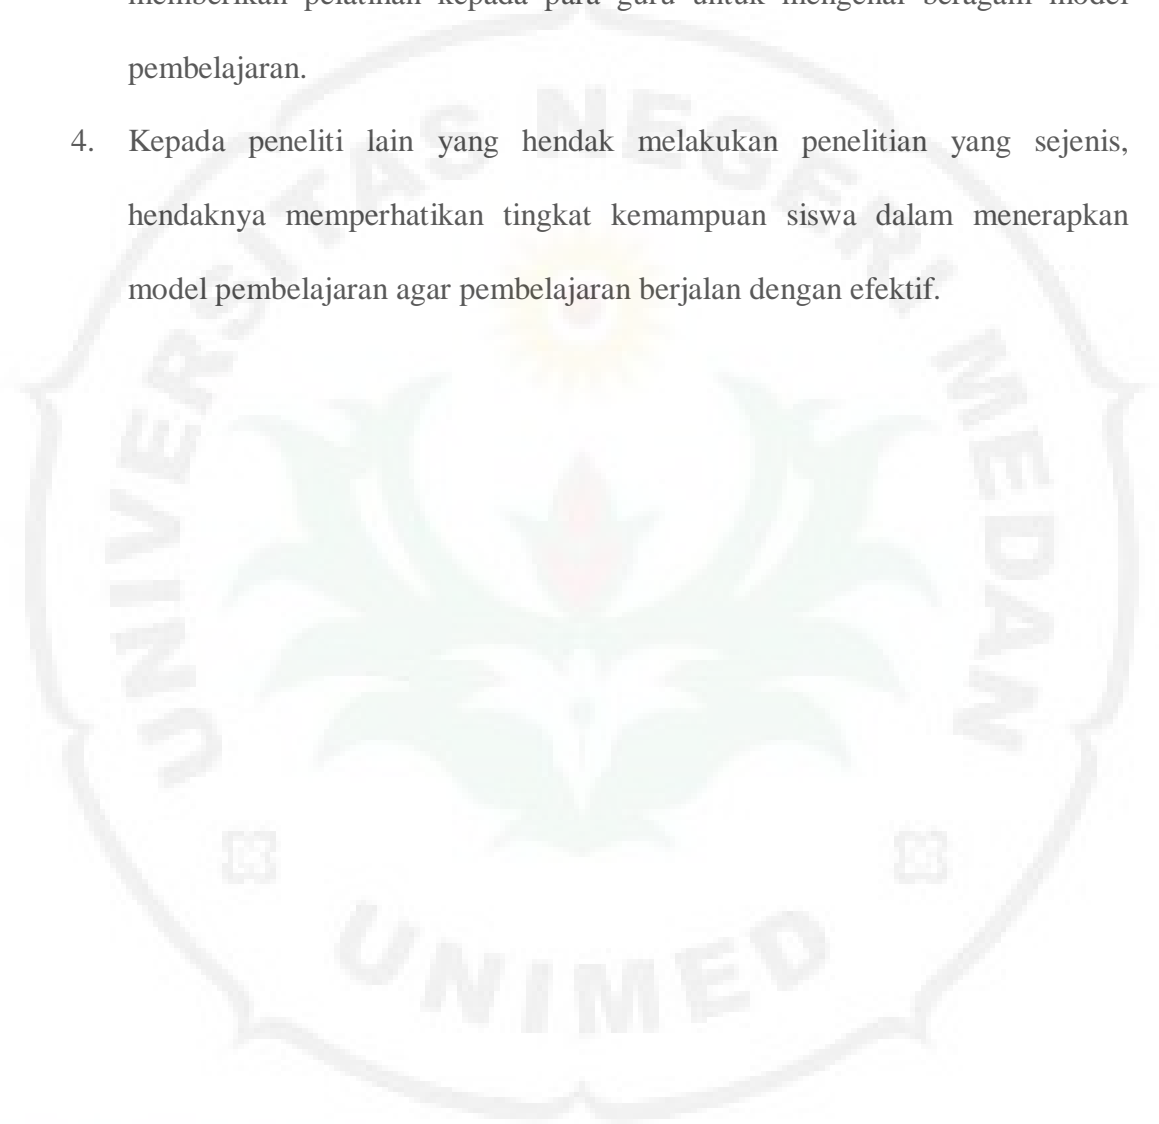 memberikan pelatihan kepada para guru untuk mengenal beragam model
pembelajaran.
4. Kepada peneliti lain yang hendak melakukan penelitian yang sejenis,
hendaknya memperhatikan tingkat kemampuan siswa dalam menerapkan
model pembelajaran agar pembelajaran berjalan dengan efektif.
UNIVERSITAS NEGERI MEDAN
UNIMED